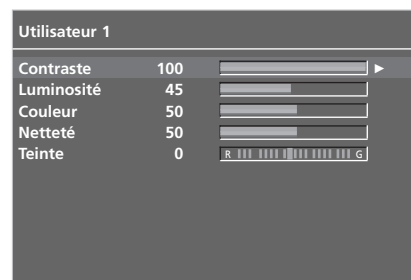 Utilisateur 1
Contraste 100
Luminosité 45
Couleur 50
Netteté 50
Teinte 0 R G